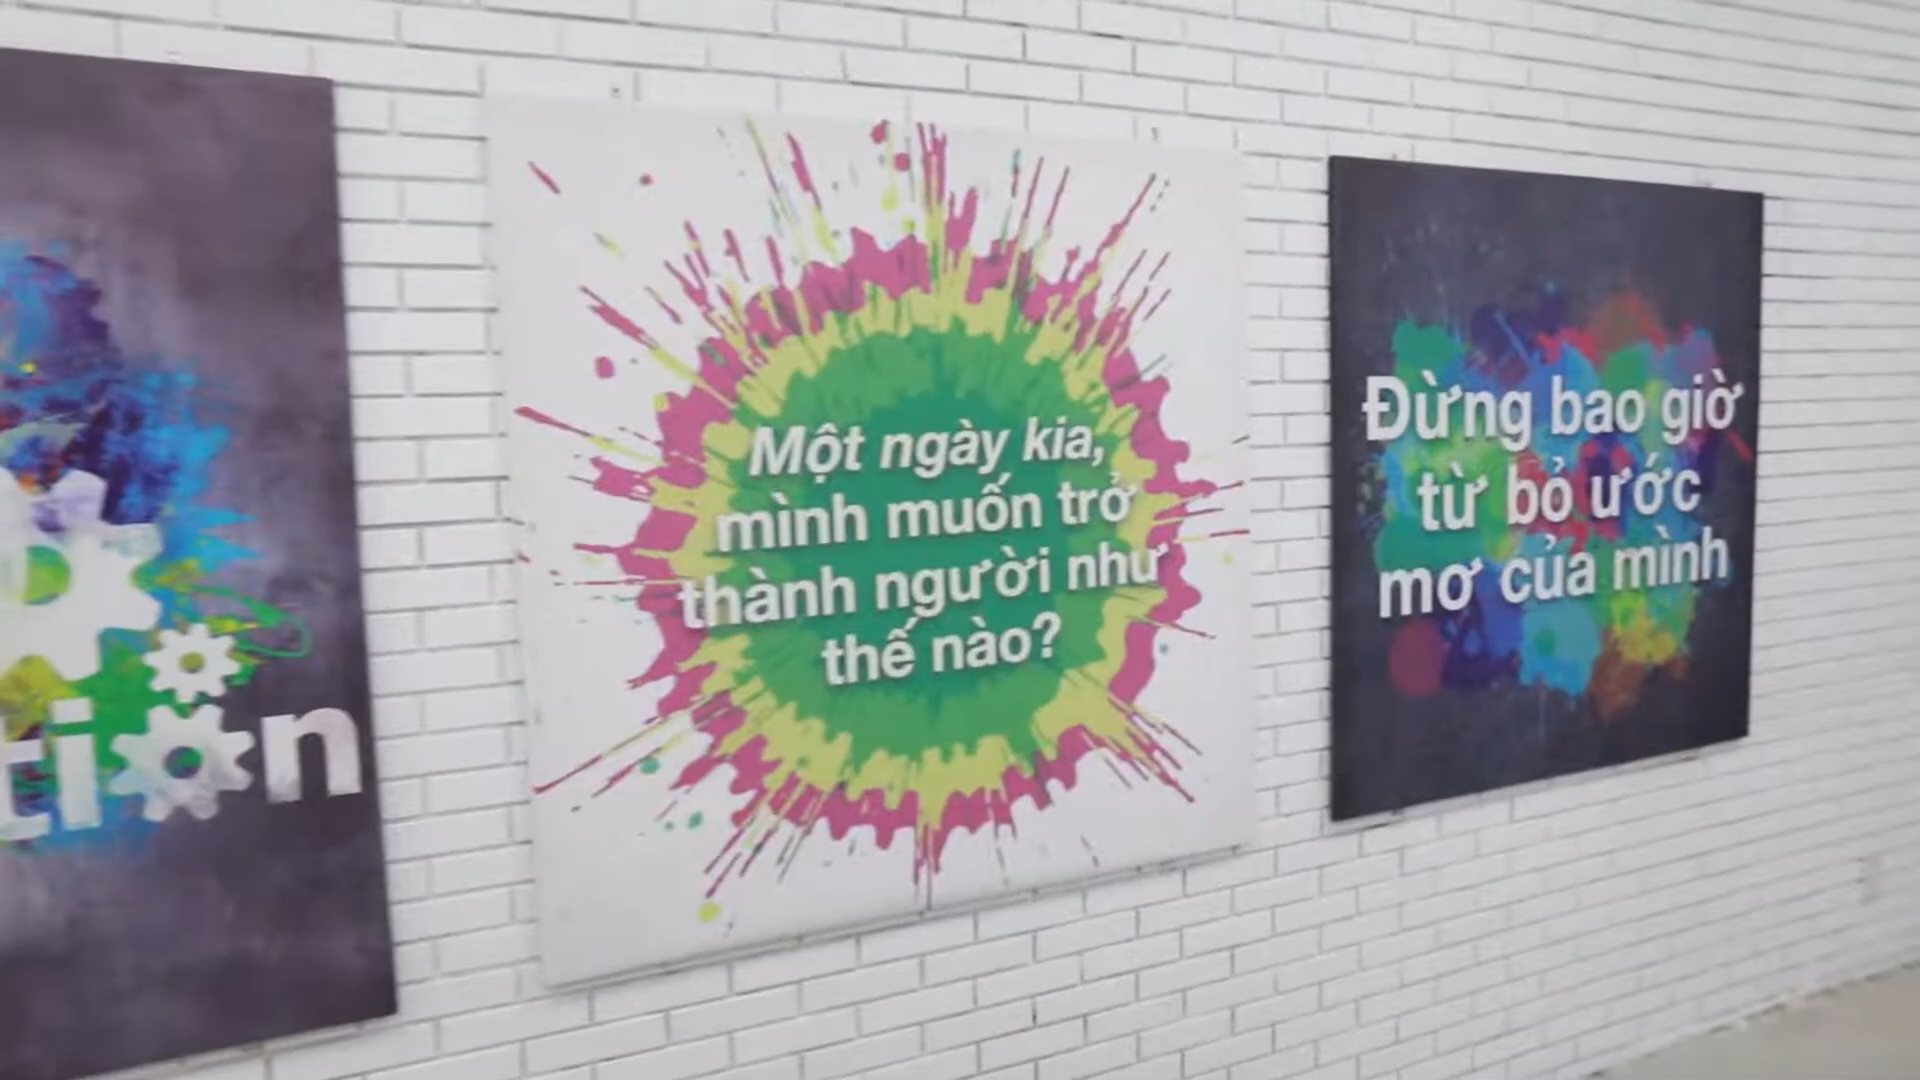 tion
Một ngày kia,
mình muốn trở
thành người như
thế nào?
Đừng bao giờ
từ bỏ ước
mơ của mình